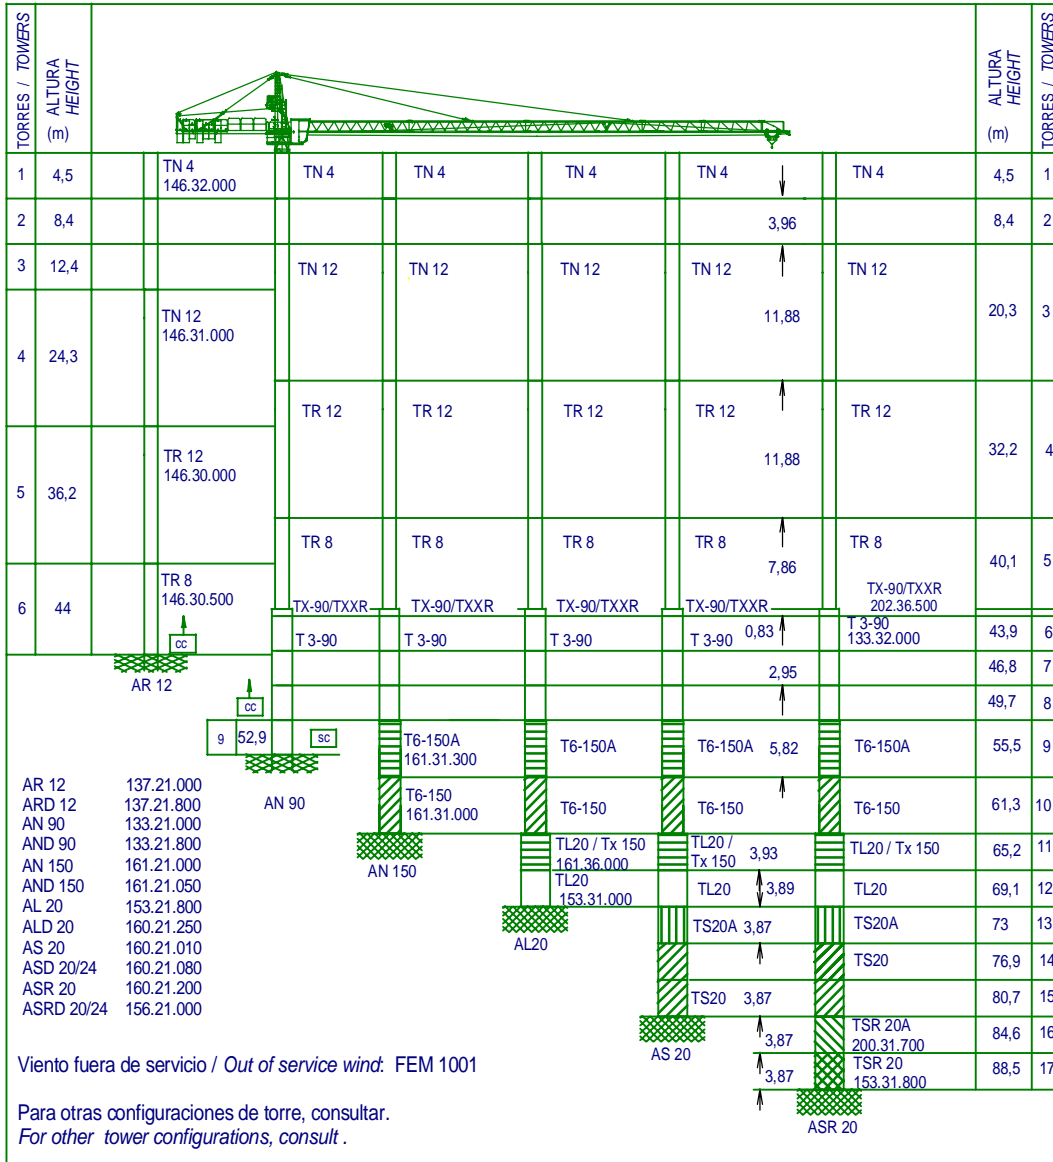 TORRES / TOWERS
ALTURA
HEIGHT
(m)
ALTURA
HEIGHT
(m)
TORRES / TOWERS
1 4,5 TN 4 TN 4 TN 4 TN 4 TN 4 TN 4 4,5 1
146.32.000
2 8,4 3,96 8,4 2
3 12,4 TN 12 TN 12 TN 12 TN 12 TN 12
TN 12
146.31.000
11,88 20,3 3
4 24,3
TR 12 TR 12 TR 12 TR 12 TR 12
TR 12
146.30.000
11,88 32,2 4
5 36,2
TR 8 TR 8 TR 8 TR 8 TR 8
7,86 40,1 5
TR 8
146.30.500
6 44
TX-90/TXXR TX-90/TXXR TX-90/TXXR TX-90/TXXR TX-90/TXXR
202.36.500
T 3-90 T 3-90 T 3-90 T 3-90 0,83 T 3-90
133.32.000
43,9 6
cc
AR 12
2,95 46,8 7
cc
49,7 8
9 52,9 sc
AN 90
T6-150A
161.31.300
T6-150A T6-150A 5,82 T6-150A 55,5 9
T6-150
161.31.000
T6-150 T6-150 T6-150 61,3 10
AN 150
TL20 / Tx 150
161.36.000
TL20 /
Tx 150
3,93 TL20 / Tx 150 65,2 11
TL20
153.31.000
TL20 3,89 TL20 69,1 12
AL20
TS20A 3,87 TS20A 73 13
TS20 76,9 14
TS20 3,87 80,7 15
AS 20
3,87 TSR 20A
200.31.700
84,6 16
3,87 TSR 20
153.31.800
88,5 17
ASR 20
AR 12 137.21.000
ARD 12 137.21.800
AN 90 133.21.000
AND 90 133.21.800
AN 150 161.21.000
AND 150 161.21.050
AL 20 153.21.800
ALD 20 160.21.250
AS 20 160.21.010
ASD 20/24 160.21.080
ASR 20 160.21.200
ASRD 20/24 156.21.000
Viento fuera de servicio / Out of service wind: FEM 1001
Para otras configuraciones de torre, consultar.
For other tower configurations, consult .